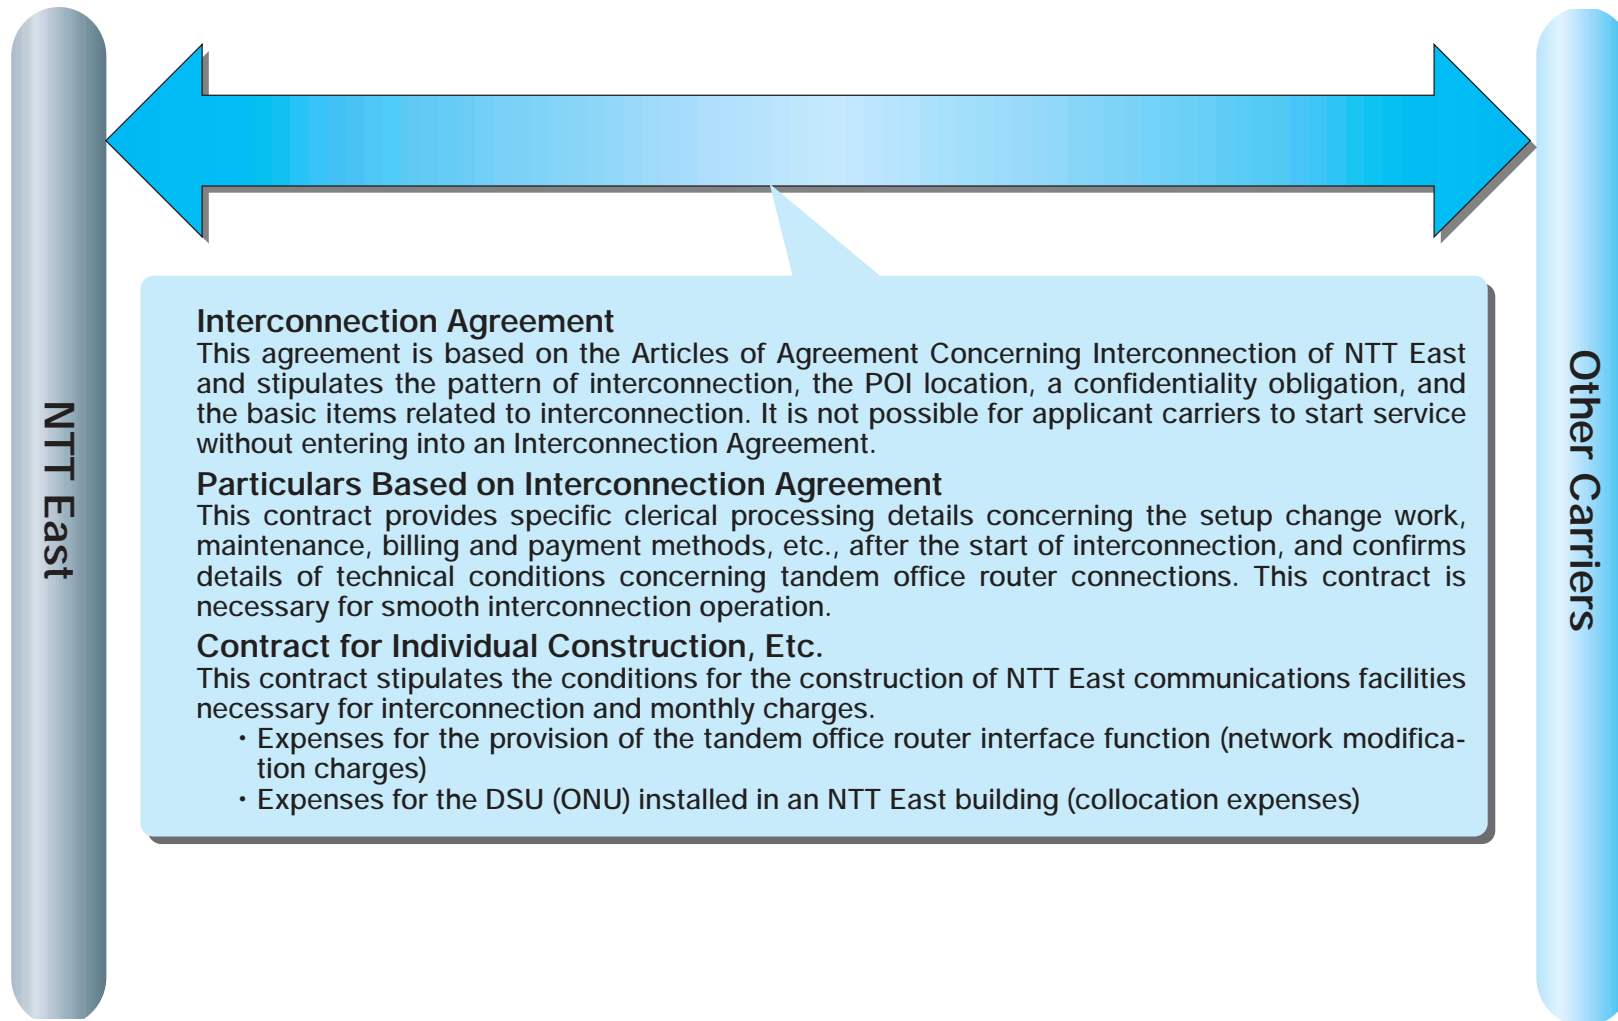 NTT East
Interconnection Agreement
This agreement is based on the Articles of Agreement Concerning Interconnection of NTT East
and stipulates the pattern of interconnection, the POI location, a confidentiality obligation, and
the basic items related to interconnection. It is not possible for applicant carriers to start service
without entering into an Interconnection Agreement.
Particulars Based on Interconnection Agreement
This contract provides specific clerical processing details concerning the setup change work,
maintenance, billing and payment methods, etc., after the start of interconnection, and confirms
details of technical conditions concerning tandem office router connections. This contract is
necessary for smooth interconnection operation.
Contract for Individual Construction, Etc.
This contract stipulates the conditions for the construction of NTT East communications facilities
necessary for interconnection and monthly charges.
・Expenses for the provision of the tandem office router interface function (network modifica-
tion charges)
・Expenses for the DSU (ONU) installed in an NTT East building (collocation expenses)
Other Carriers